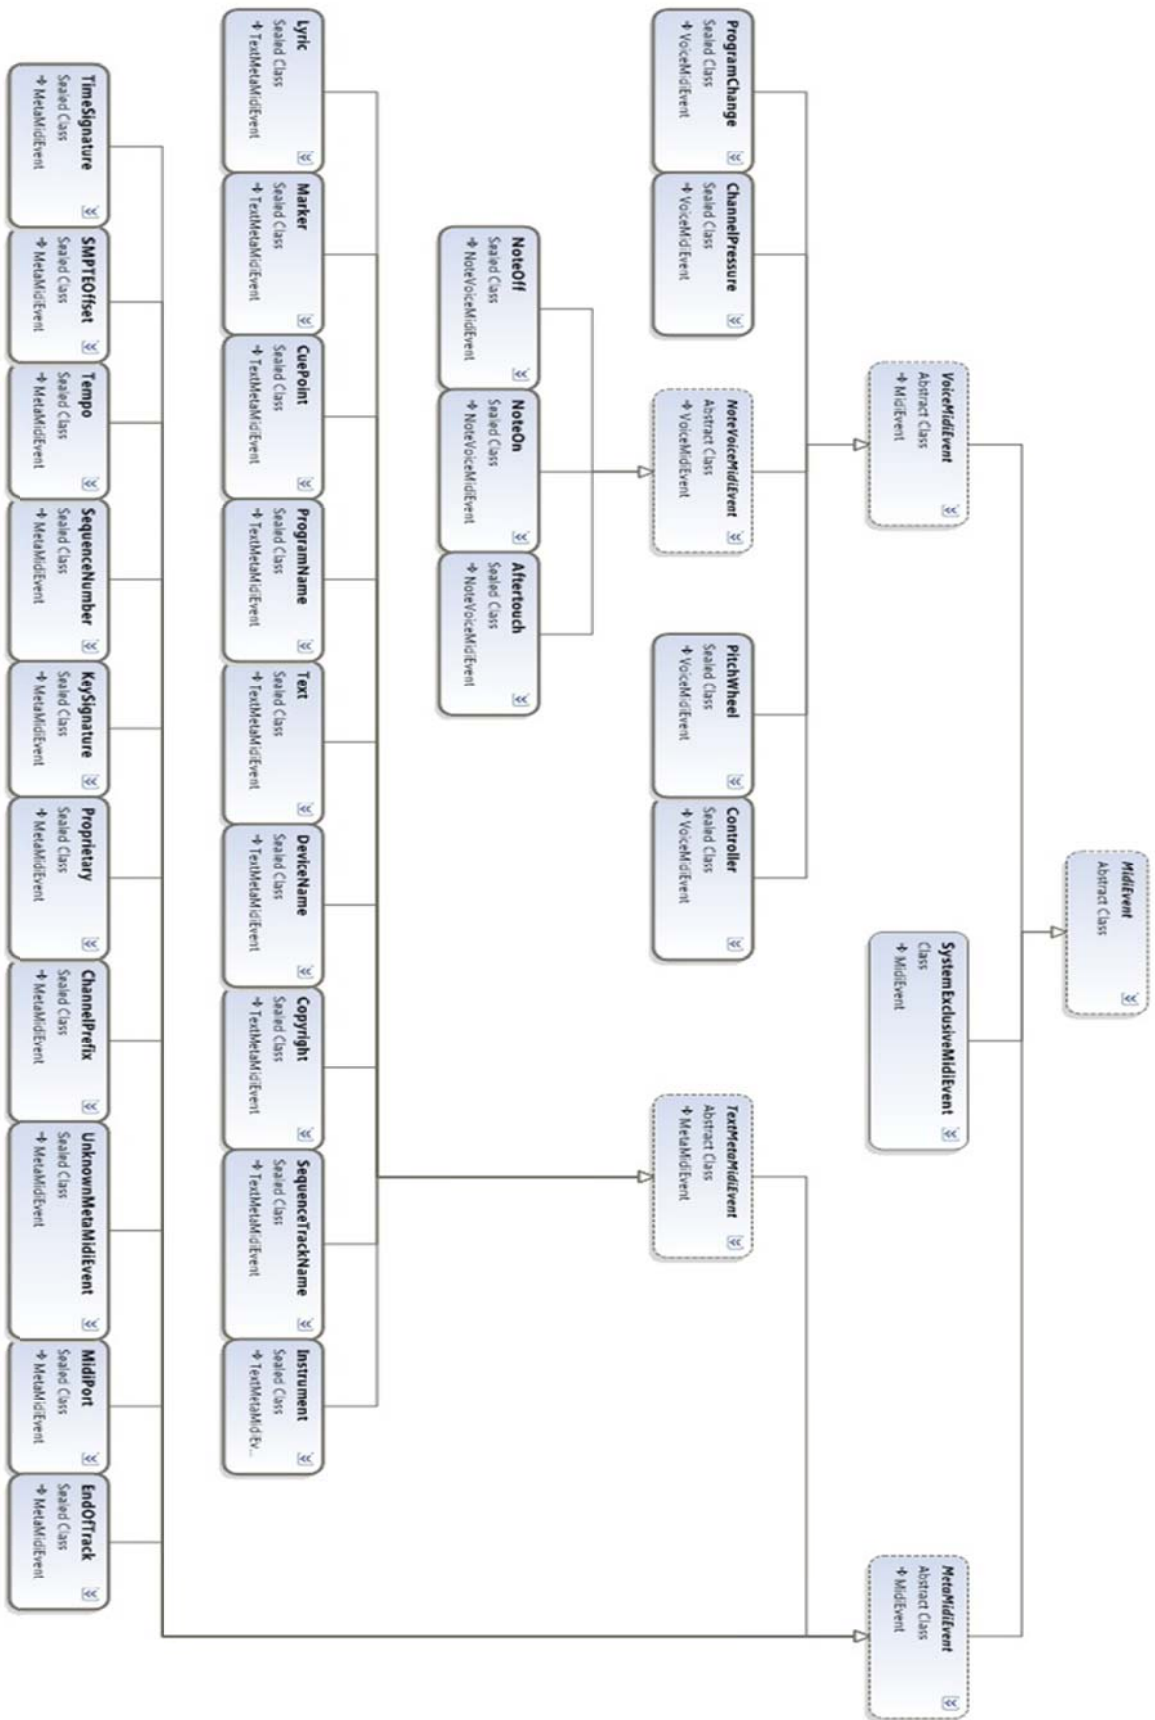 MidiEvent
Abstract Class
VoiceMidiEvent
Abstract Class
MidiEvent
SystemExclusiveMidiEvent
Class
MidiEvent
MetaMidiEvent
Abstract Class
MidiEvent
ProgramChange
Sealed Class
VoiceMidiEvent
ChannelPressure
Sealed Class
VoiceMidiEvent
NoteVoiceMidiEvent
Abstract Class
VoiceMidiEvent
PitchWheel
Sealed Class
VoiceMidiEvent
Controller
Sealed Class
VoiceMidiEvent
TextMetaMidiEvent
Abstract Class
MetaMidiEvent
NoteOff
Sealed Class
NoteVoiceMidiEvent
NoteOn
Sealed Class
NoteVoiceMidiEvent
Aftertouch
Sealed Class
NoteVoiceMidiEvent
Lyric
Sealed Class
TextMetaMidiEvent
Marker
Sealed Class
TextMetaMidiEvent
CuePoint
Sealed Class
TextMetaMidiEvent
ProgramName
Sealed Class
TextMetaMidiEvent
Text
Sealed Class
TextMetaMidiEvent
DeviceName
Sealed Class
TextMetaMidiEvent
Copyright
Sealed Class
TextMetaMidiEvent
SequenceTrackName
Sealed Class
TextMetaMidiEvent
Instrument
Sealed Class
TextMetaMidiEv...
TimeSignature
Sealed Class
MetaMidiEvent
SMPTEOffset
Sealed Class
MetaMidiEvent
Tempo
Sealed Class
MetaMidiEvent
SequenceNumber
Sealed Class
MetaMidiEvent
KeySignature
Sealed Class
MetaMidiEvent
Proprietary
Sealed Class
MetaMidiEvent
ChannelPrefix
Sealed Class
MetaMidiEvent
UnknownMetaMidiEvent
Sealed Class
MetaMidiEvent
MidiPort
Sealed Class
MetaMidiEvent
EndOfTrack
Sealed Class
MetaMidiEvent